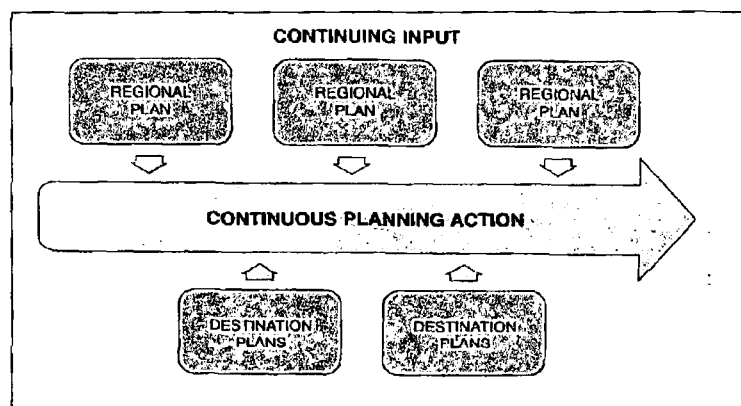 CONTINUING INPUT
REGIONAL
PLAN
REGIONAL
PLAN
REGIONAL
PLAN
CONTINUOUS PLANNING ACTION
DESTINATION
PLANS
DESTINATION
PLANS